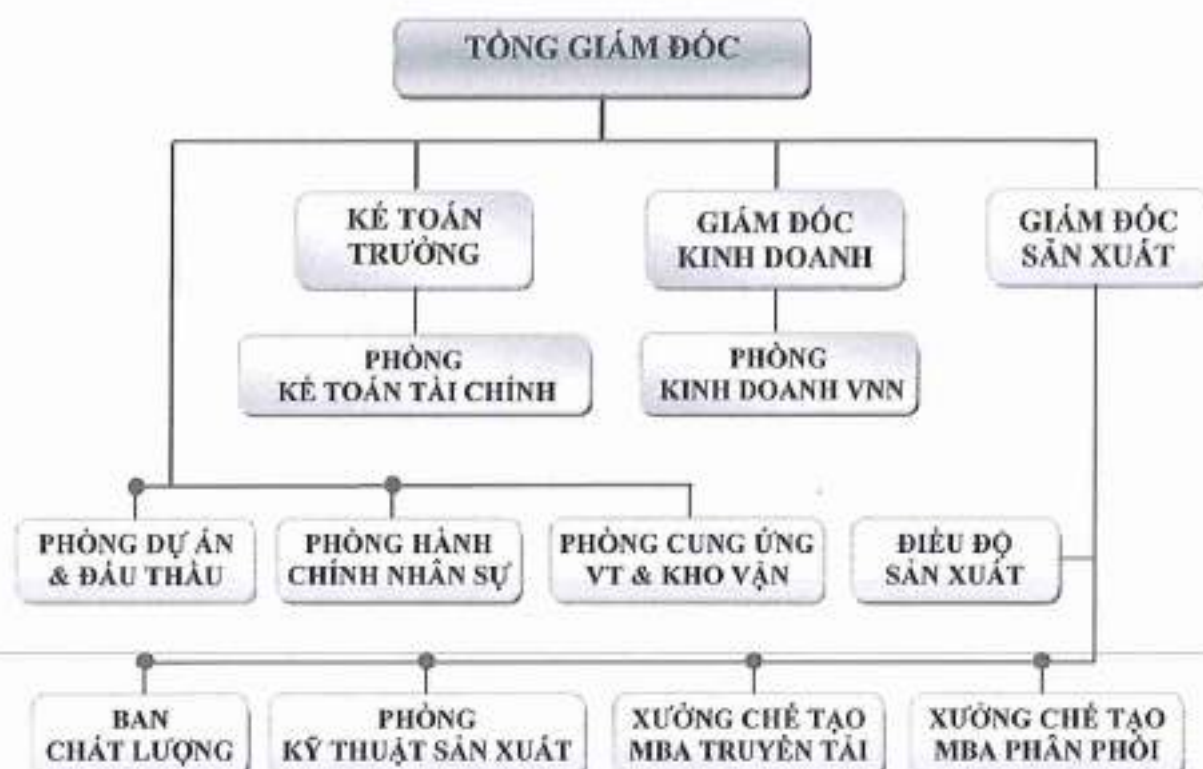 TỔNG GIÁM ĐỐC
KẾ TOÁN
TRƯỞNG
GIÁM ĐỐC
KINH DOANH
GIÁM ĐỐC
SẢN XUẤT
PHÒNG
KẾ TOÁN TÀI CHÍNH
PHÒNG
KINH DOANH VNN
PHÒNG DỰ ÁN
& ĐẤU THẦU
PHÒNG HÀNH
CHÍNH NHÂN SỰ
PHÒNG CUNG ỨNG
VT & KHO VẬN
ĐIỀU ĐỘ
SẢN XUẤT
BAN
CHẤT LƯỢNG
PHÒNG
KỸ THUẬT SẢN XUẤT
XƯỞNG CHẾ TẠO
MBA TRUYỀN TẢI
XƯỞNG CHẾ TẠO
MBA PHÂN PHỐI